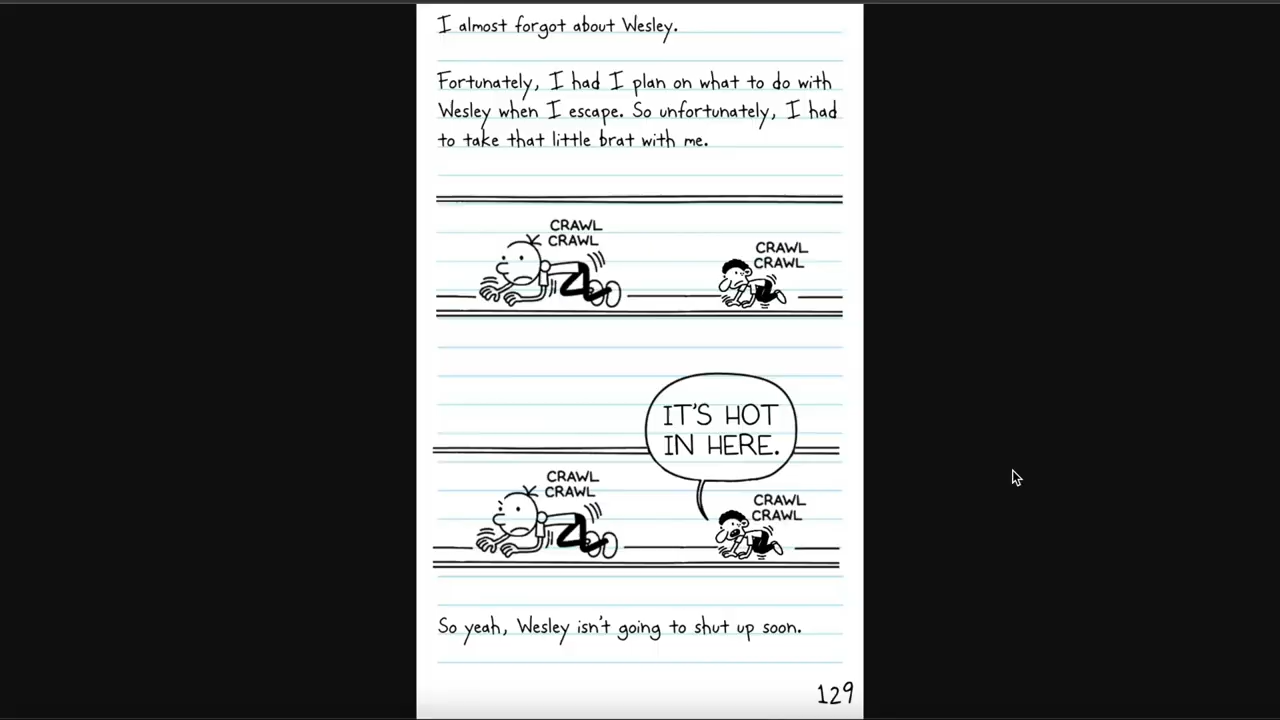 I almost forgot about Wesley.
Fortunately, I had I plan on what to do with
Wesley when I escape. So unfortunately, I had
to take that little brat with me.
CRAWL
CRAWL
CRAWL
CRAWL
IT'S HOT
IN HERE.
CRAWL
CRAWL
CRAWL
CRAWL
So yeah, Wesley isn't going to shut up soon.
129